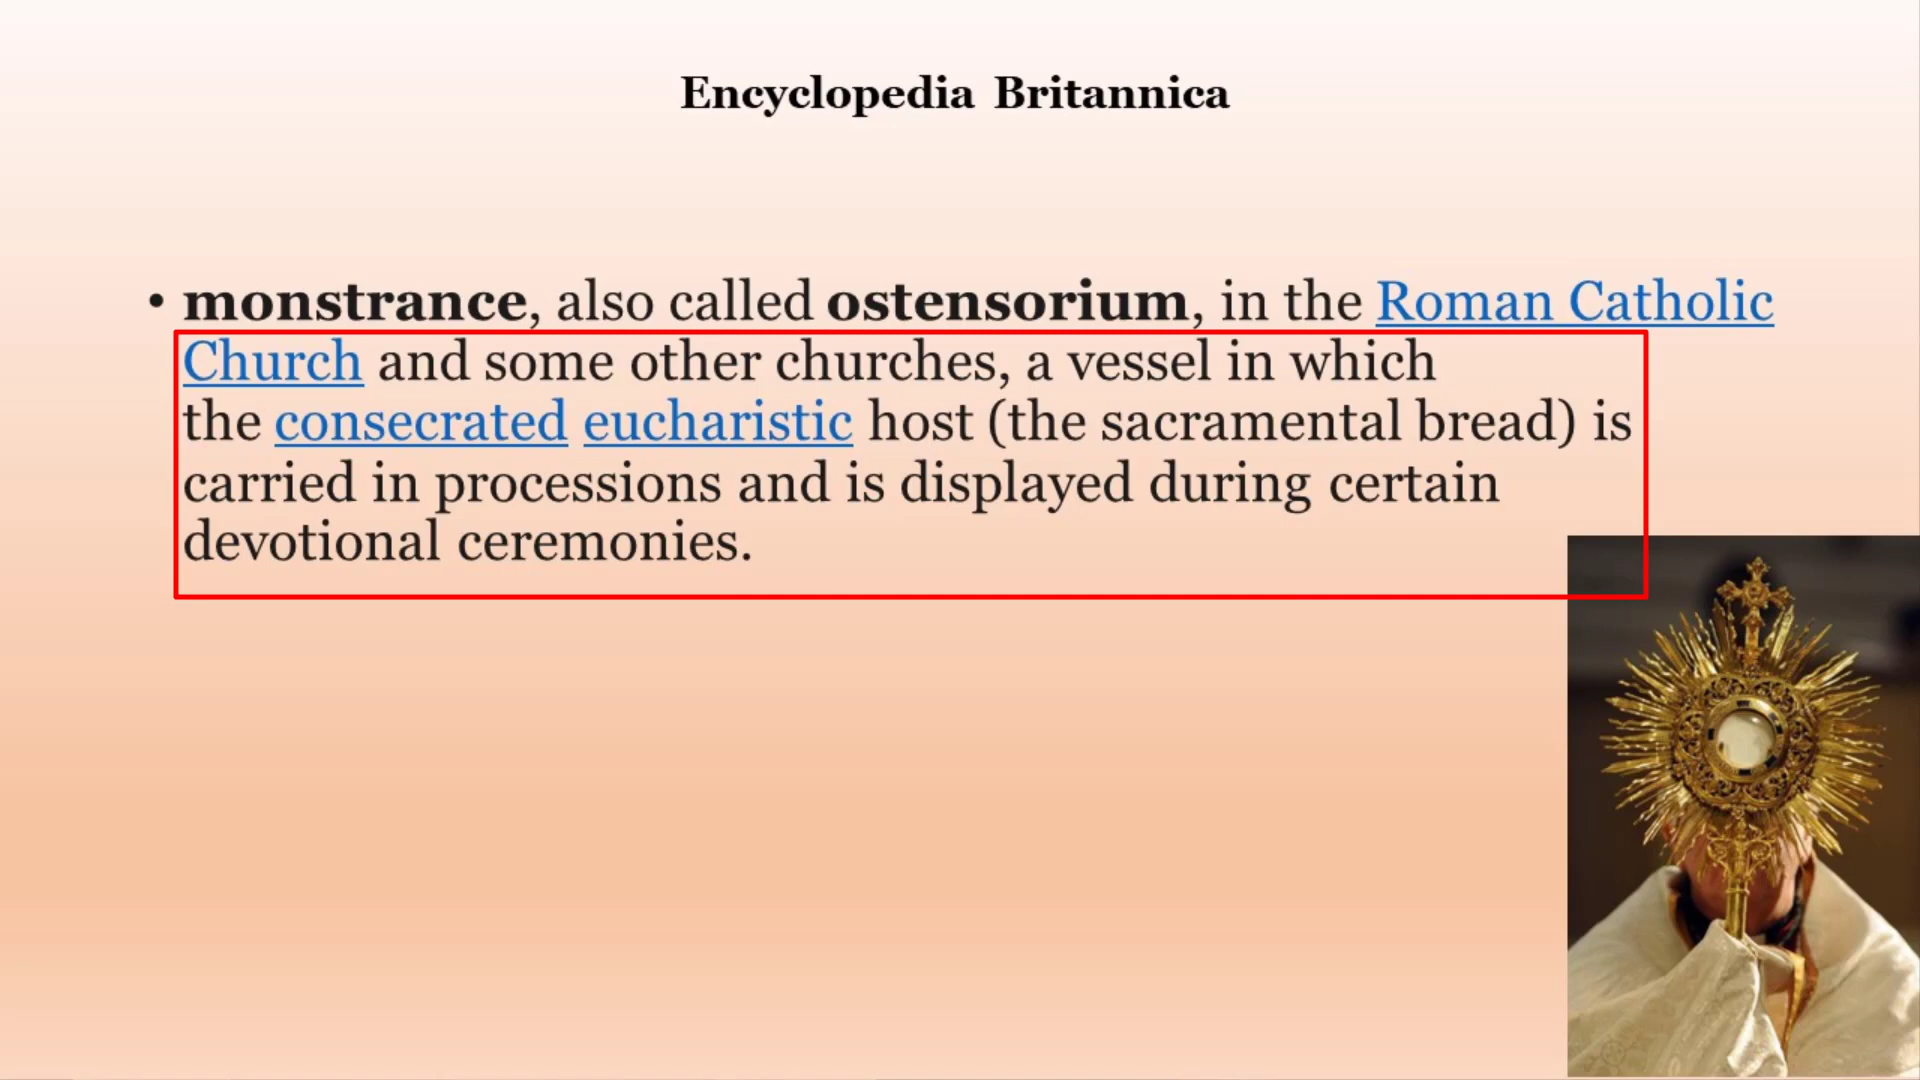 Encyclopedia Britannica
• monstrance, also called ostensorium, in the Roman Catholic
Church and some other churches, a vessel in which
the consecrated eucharistic host (the sacramental bread) is
carried in processions and is displayed during certain
devotional ceremonies.